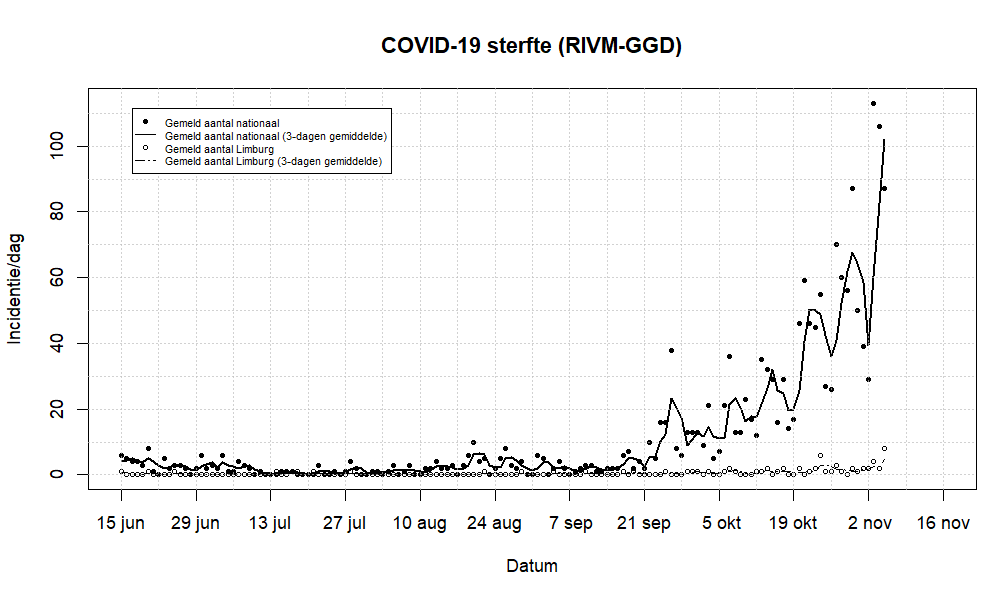 COVID-19 sterfte (RIVM-GGD)
Gemeld aantal nationaal
Gemeld aantal nationaal (3-dagen gemiddelde)
Gemeld aantal Limburg
Gemeld aantal Limburg (3-dagen gemiddelde)
Incidentie/dag
100
80
60
40
20
0
15 jun 29 jun 13 jul 27 jul 10 aug 24 aug 7 sep 21 sep 5 okt 19 okt 2 nov 16 nov
Datum